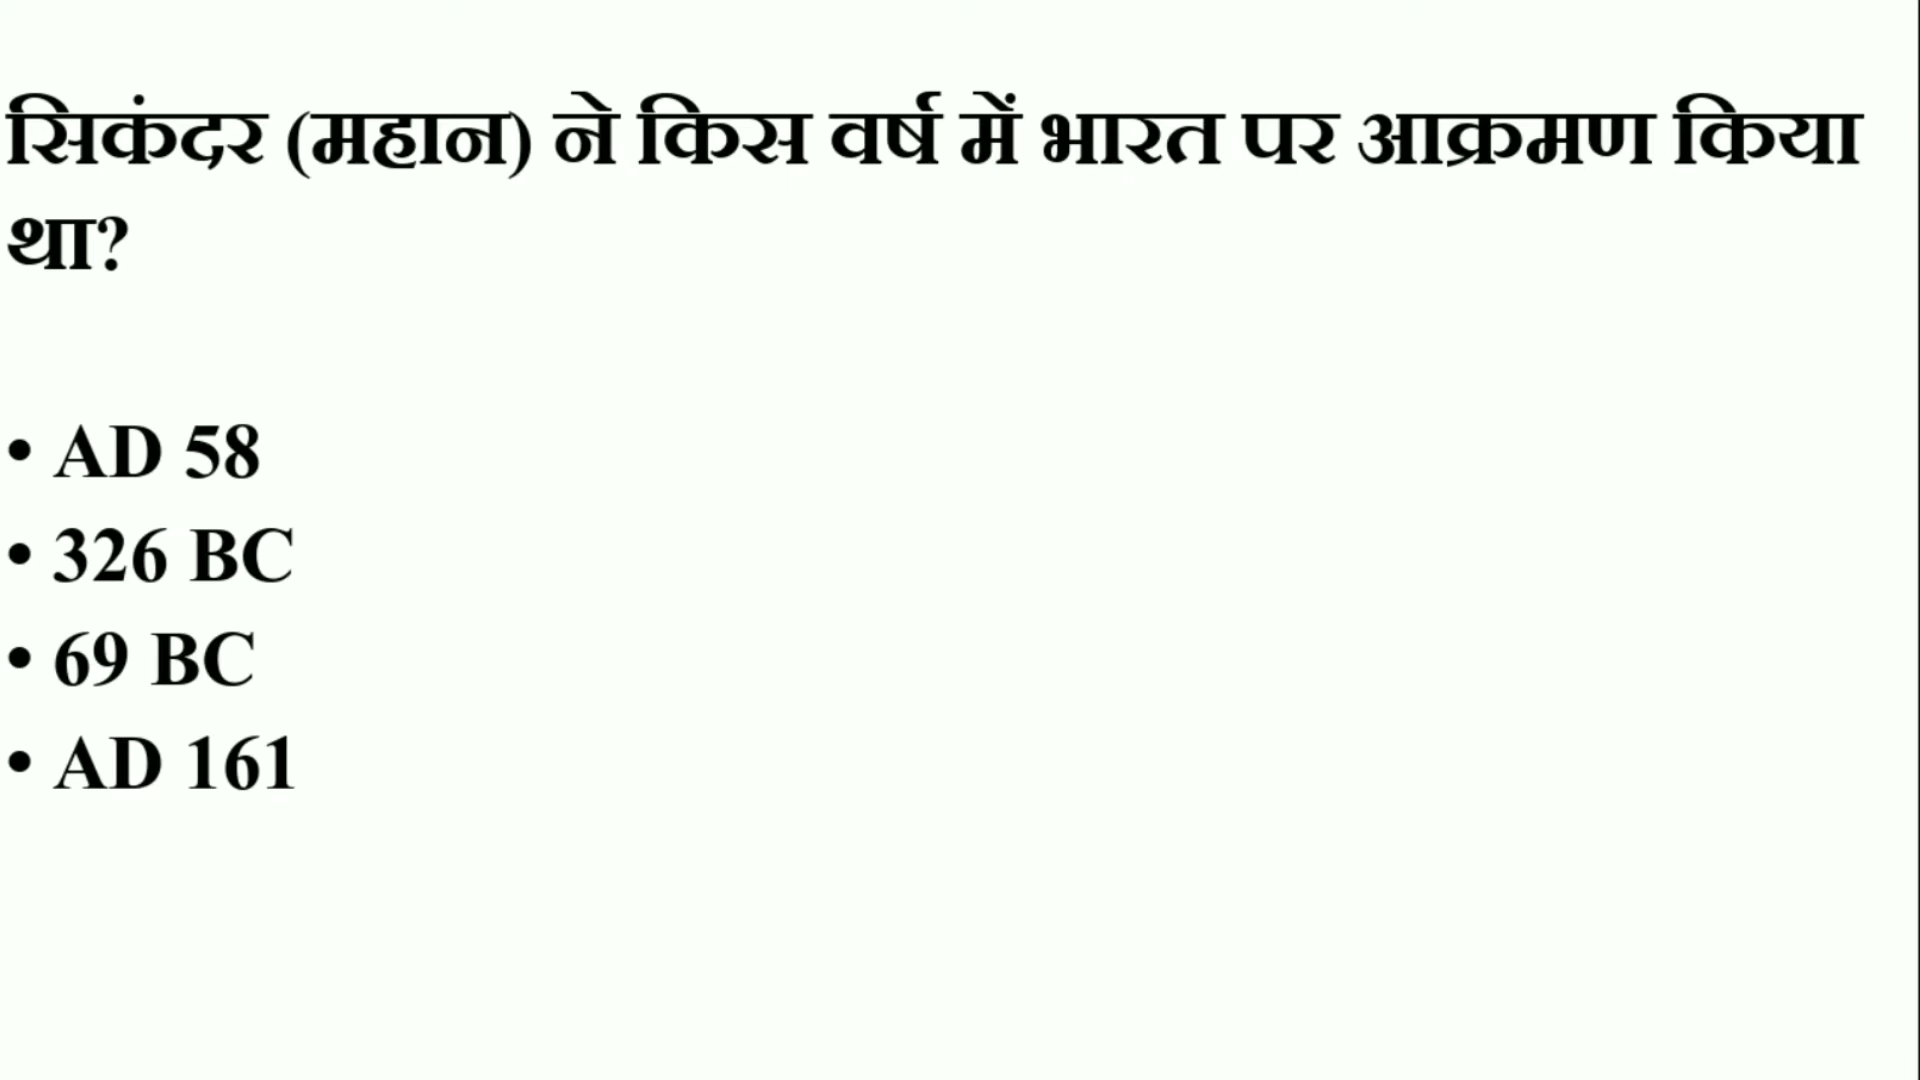 सिकंदर (महान) ने किस वर्ष में भारत पर आक्रमण किया
था?
• AD 58
• 326 BC
• 69 BC
• AD 161